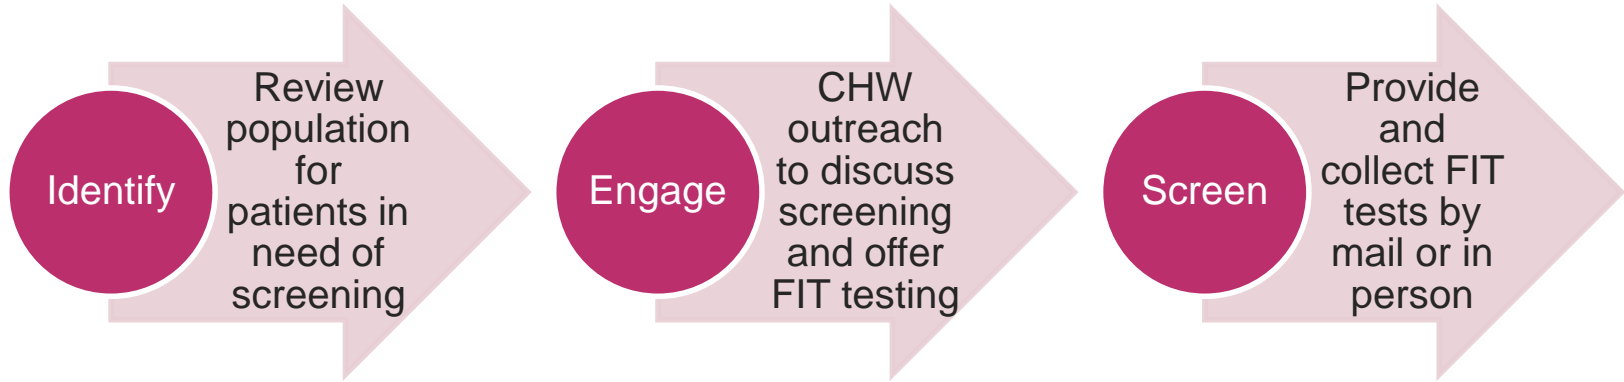 Identify
Review
population
for
patients in
need of
screening
Engage
CHW
outreach
to discuss
screening
and offer
FIT testing
Screen
Provide
and
collect FIT
tests by
mail or in
person